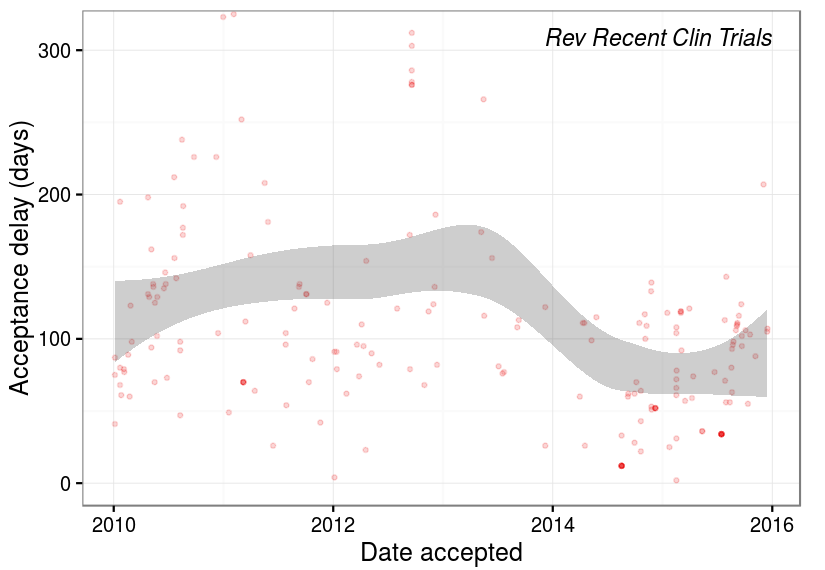 Rev Recent Clin Trials
Acceptance delay (days)
300
200
100
0
2010 2012 2014 2016
Date accepted